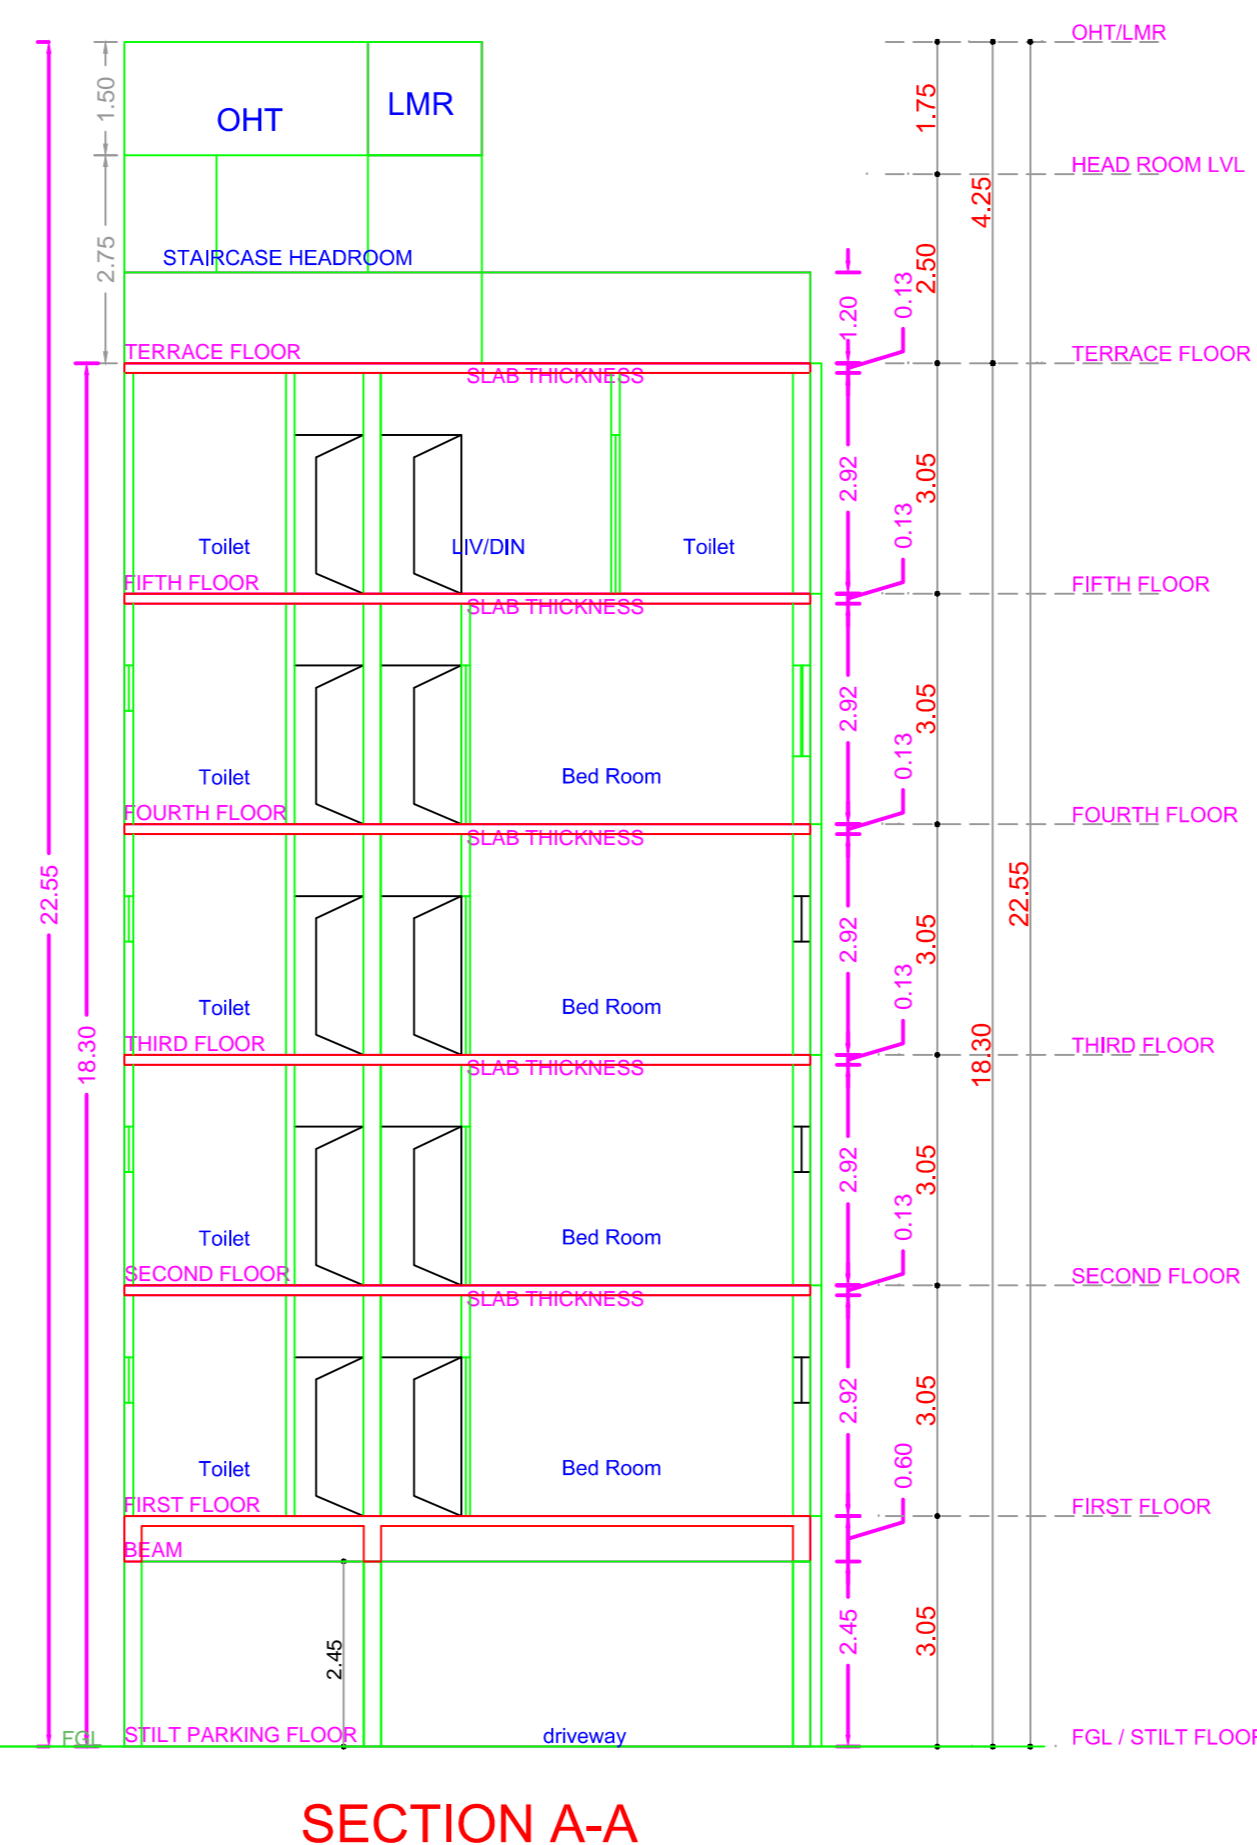 OHT/LMR
1.50
OHT
LMR
1.75
HEAD ROOM LVL
4.25
2.75
STAIRCASE HEADROOM
2.50
0.13
1.20
TERRACE FLOOR
TERRACE FLOOR
SLAB THICKNESS
2.92
3.05
0.13
Toilet
LIV/DIN
Toilet
FIFTH FLOOR
FIFTH FLOOR
SLAB THICKNESS
2.92
3.05
0.13
Toilet
Bed Room
FOURTH FLOOR
FOURTH FLOOR
SLAB THICKNESS
22.55
22.55
2.92
3.05
0.13
Toilet
Bed Room
18.30
18.30
THIRD FLOOR
THIRD FLOOR
SLAB THICKNESS
2.92
3.05
0.13
Toilet
Bed Room
SECOND FLOOR
SECOND FLOOR
SLAB THICKNESS
2.92
3.05
0.60
Toilet
Bed Room
FIRST FLOOR
FIRST FLOOR
BEAM
2.45
2.45
3.05
FGL
STILT PARKING FLOOR
driveway
FGL / STILT FLOOR
SECTION A-A